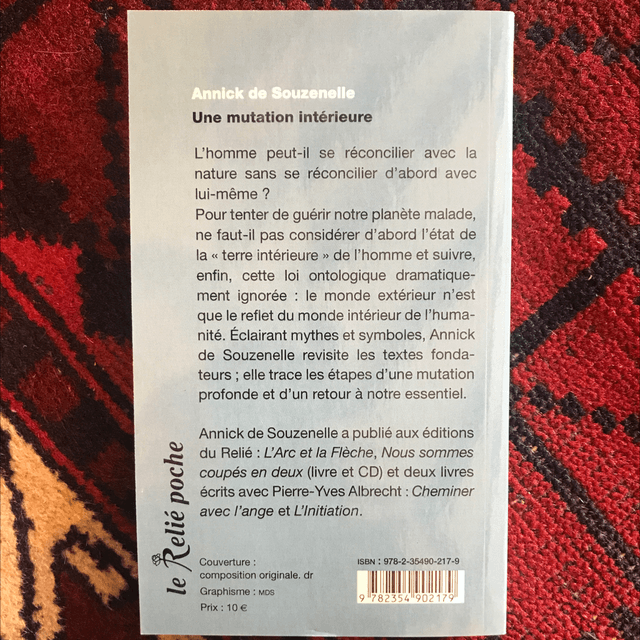 Annick de Souzenelle
Une mutation intérieure
L'homme peut-il se réconcilier avec la
nature sans se réconcilier d'abord avec
lui-même ?
Pour tenter de guérir notre planète malade,
ne faut-il pas considérer d'abord l'état de
la « terre intérieure » de l'homme et suivre,
enfin, cette loi ontologique dramatique-
ment ignorée : le monde extérieur n'est
que le reflet du monde intérieur de l'huma-
nité. Éclairant mythes et symboles, Annick
de Souzenelle revisite les textes fonda-
teurs ; elle trace les étapes d'une mutation
profonde et d'un retour à notre essentiel.
Annick de Souzenelle a publié aux éditions
du Relié : L'Arc et la Flèche, Nous sommes
coupés en deux (livre et CD) et deux livres
écrits avec Pierre-Yves Albrecht : Cheminer
avec l'ange et L'Initiation.
le Relié poche
Couverture :
composition originale. dr
Graphisme : MDS
Prix : 10 €
ISBN : 978-2-35490-217-9
9 782354 902179